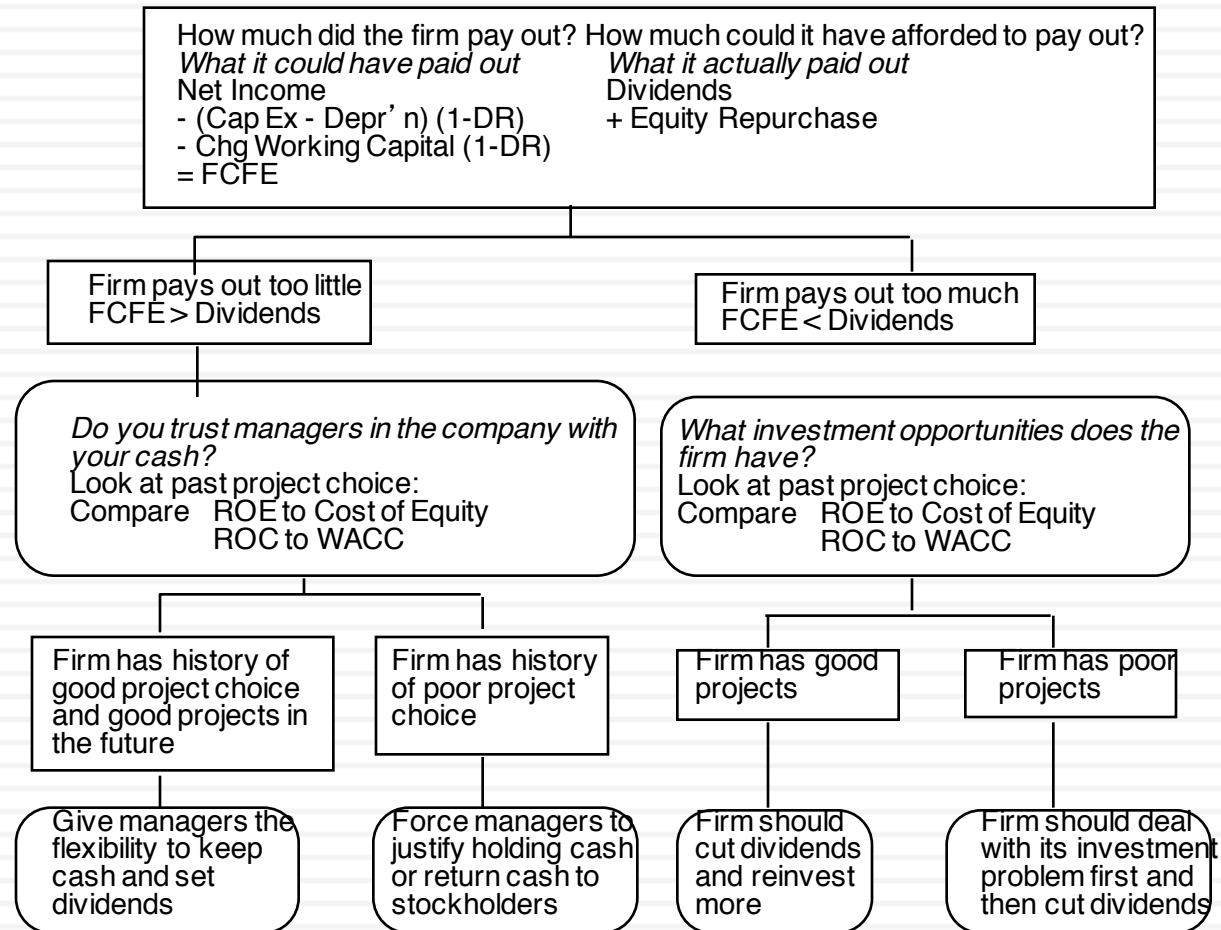 How much did the firm pay out? How much could it have afforded to pay out?
What it could have paid out
What it actually paid out
Net Income
Dividends
- (Cap Ex - Depr’n) (1-DR)
+ Equity Repurchase
- Chg Working Capital (1-DR)
= FCFE
Firm pays out too little
FCFE > Dividends
Firm pays out too much
FCFE < Dividends
Do you trust managers in the company with
your cash?
Look at past project choice:
Compare ROE to Cost of Equity
ROC to WACC
What investment opportunities does the
firm have?
Look at past project choice:
Compare ROE to Cost of Equity
ROC to WACC
Firm has history of
good project choice
and good projects in
the future
Firm has history
of poor project
choice
Firm has good
projects
Firm has poor
projects
Give managers the
flexibility to keep
cash and set
dividends
Force managers to
justify holding cash
or return cash to
stockholders
Firm should
cut dividends
and reinvest
more
Firm should deal
with its investment
problem first and
then cut dividends